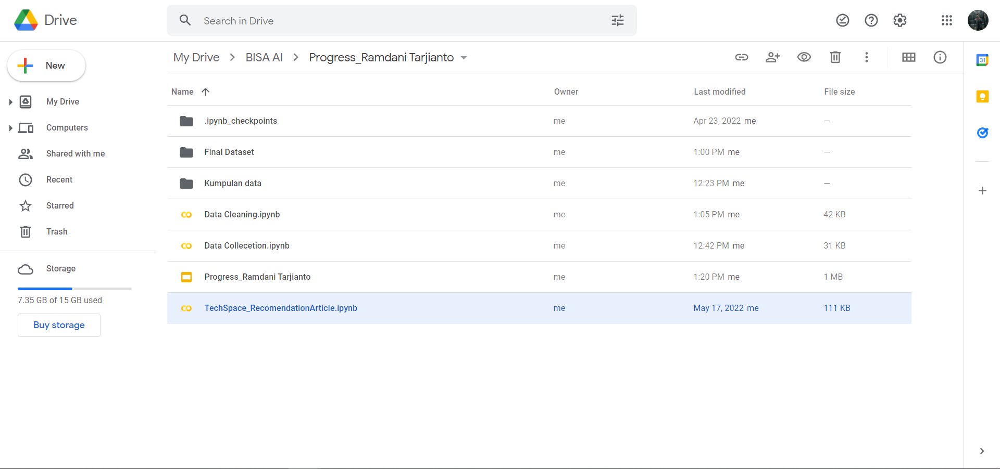 Drive
Search in Drive
New
My Drive
Computers
Shared with me
Recent
Starred
Trash
Storage
7.35 GB of 15 GB used
Buy storage
My Drive > BISA AI > Progress_Ramdani Tarjianto
Name Owner Last modified File size
.ipynb_checkpoints me Apr 23, 2022 me —
Final Dataset me 1:00 PM me —
Kumpulan data me 12:23 PM me —
Data Cleaning.ipynb me 1:05 PM me 42 KB
Data Collecetion.ipynb me 12:42 PM me 31 KB
Progress_Ramdani Tarjianto me 1:20 PM me 1 MB
TechSpace_RecomendationArticle.ipynb me May 17, 2022 me 111 KB
31